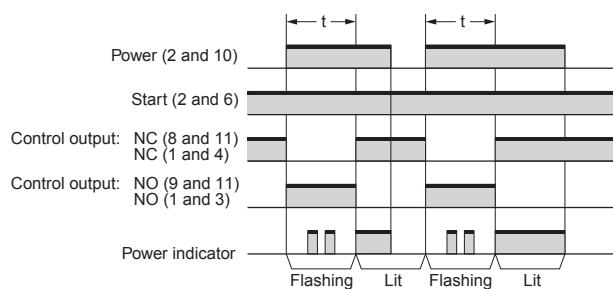 t
t
Power (2 and 10)
Start (2 and 6)
Control output: NC (8 and 11)
NC (1 and 4)
Control output: NO (9 and 11)
NO (1 and 3)
Power indicator
Flashing
Lit
Flashing
Lit